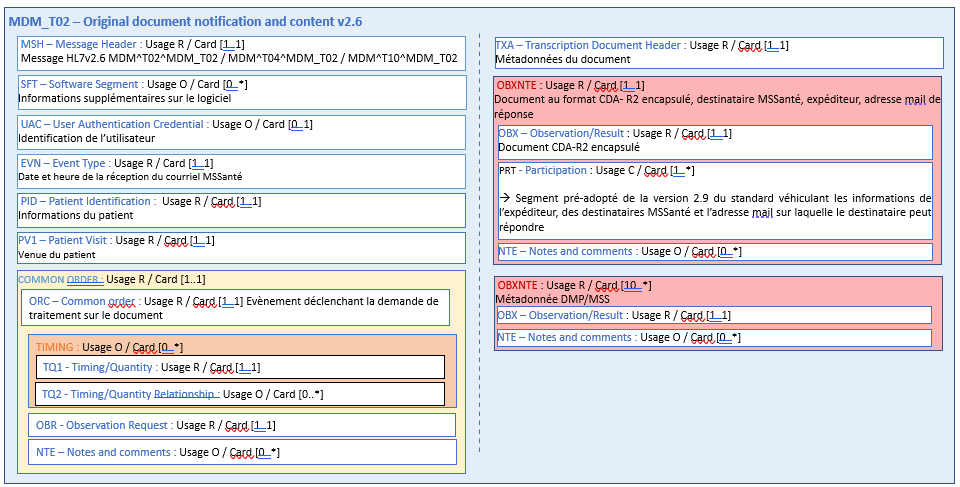 MDM_T02 – Original document notification and content v2.6
MSH – Message Header : Usage R / Card [1..1]
Message HL7v2.6 MDM^T02^MDM_T02 / MDM^T04^MDM_T02 / MDM^T10^MDM_T02
SFT – Software Segment : Usage O / Card [0..*]
Informations supplémentaires sur le logiciel
UAC – User Authentication Credential : Usage O / Card [0..1]
Identification de l'utilisateur
EVN – Event Type : Usage R / Card [1..1]
Date et heure de la réception du courriel MSSanté
PID – Patient Identification : Usage R / Card [1..1]
Informations du patient
PV1 – Patient Visit : Usage R / Card [1..1]
Venue du patient
COMMON ORDER : Usage R / Card [1..1]
ORC – Common order : Usage R / Card [1..1] Evènement déclenchant la demande de
traitement sur le document
TIMING : Usage O / Card [0..*]
TQ1 - Timing/Quantity : Usage R / Card [1..1]
TQ2 - Timing/Quantity Relationship : Usage O / Card [0..*]
OBR - Observation Request : Usage R / Card [1..1]
NTE – Notes and comments : Usage O / Card [0..*]
TXA – Transcription Document Header : Usage R / Card [1..1]
Métadonnées du document
OBXNTE : Usage R / Card [1..1]
Document au format CDA- R2 encapsulé, destinataire MSSanté, expéditeur, adresse mail de
réponse
OBX – Observation/Result : Usage R / Card [1..1]
Document CDA-R2 encapsulé
PRT - Participation : Usage C / Card [1..*]
→ Segment pré-adopté de la version 2.9 du standard véhiculant les informations de
l'expéditeur, des destinataires MSSanté et l'adresse mail sur laquelle le destinataire peut
répondre
NTE – Notes and comments : Usage O / Card [0..*]
OBXNTE : Usage R / Card [10..*]
Métadonnée DMP/MSS
OBX – Observation/Result : Usage R / Card [1..1]
NTE – Notes and comments : Usage O / Card [0..*]